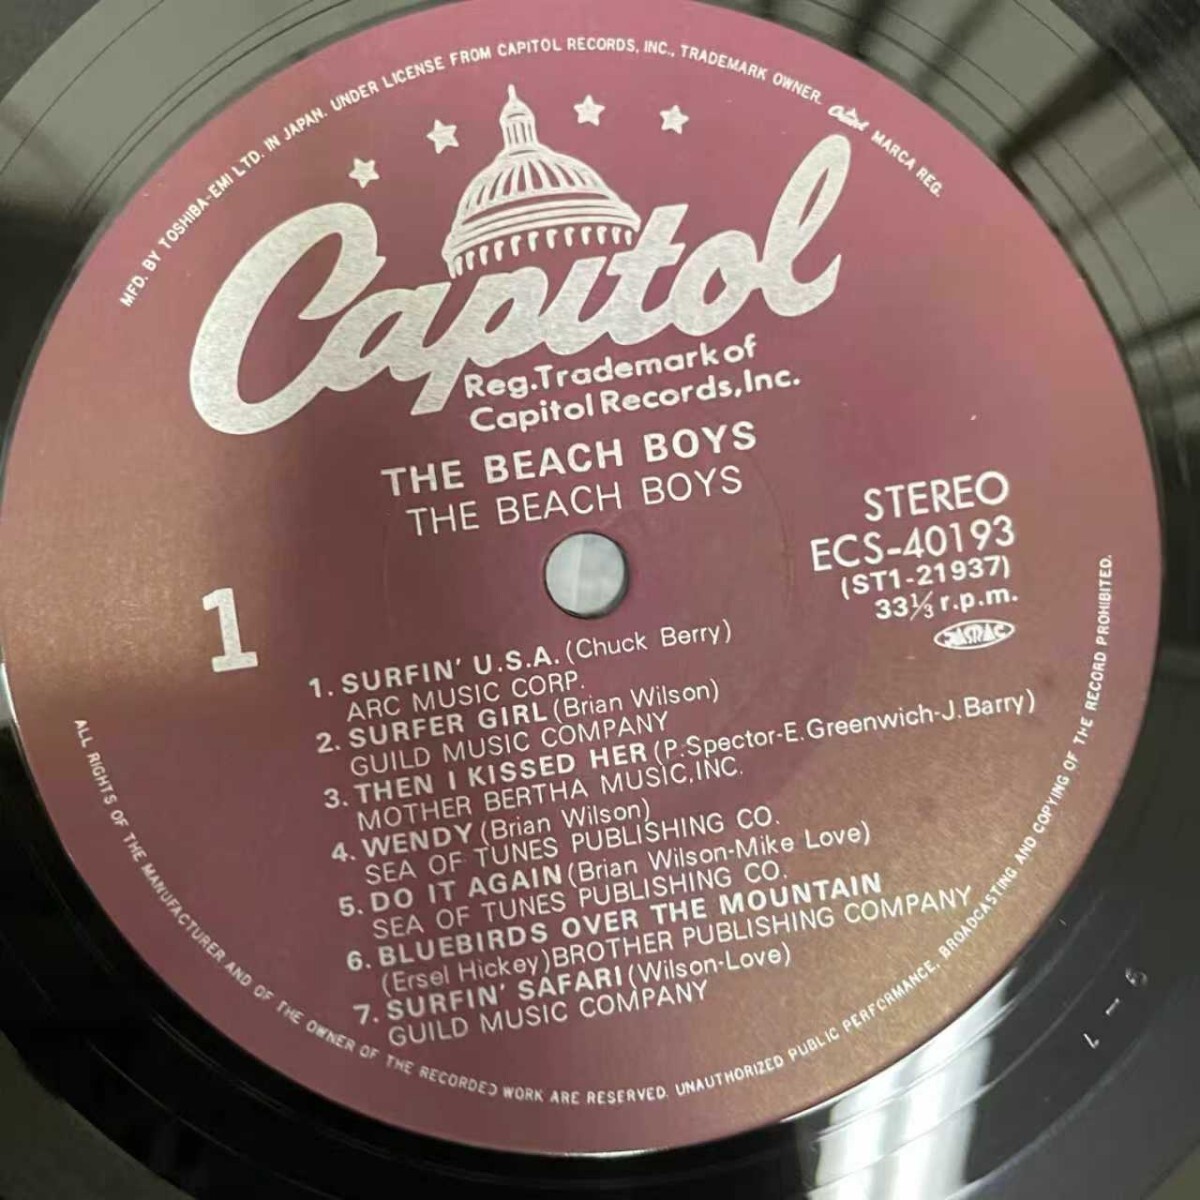 MFD. BY TOSHIBA-EMI LTD. IN JAPAN. UNDER LICENSE FROM CAPITOL RECORDS, INC., TRADEMARK OWNER. Capitol MARCA REG.
Capitol
Reg.Trademark of
Capitol Records,Inc.
THE BEACH BOYS
THE BEACH BOYS
STEREO
ECS-40193
(ST1-21937)
33⅓ r.p.m.
JASRAC
1
1. SURFIN' U.S.A. (Chuck Berry)
ARC MUSIC CORP.
2. SURFER GIRL (Brian Wilson)
GUILD MUSIC COMPANY
3. THEN I KISSED HER (P.Spector-E.Greenwich-J.Barry)
MOTHER BERTHA MUSIC,INC.
4. WENDY (Brian Wilson)
SEA OF TUNES PUBLISHING CO.
5. DO IT AGAIN (Brian Wilson-Mike Love)
SEA OF TUNES PUBLISHING CO.
6. BLUEBIRDS OVER THE MOUNTAIN
(Ersel Hickey)BROTHER PUBLISHING COMPANY
7. SURFIN' SAFARI (Wilson-Love)
GUILD MUSIC COMPANY
ALL RIGHTS OF THE MANUFACTURER AND OF THE OWNER OF THE RECORDED WORK ARE RESERVED. UNAUTHORIZED PUBLIC PERFORMANCE, BROADCASTING AND COPYING OF THE RECORD PROHIBITED.